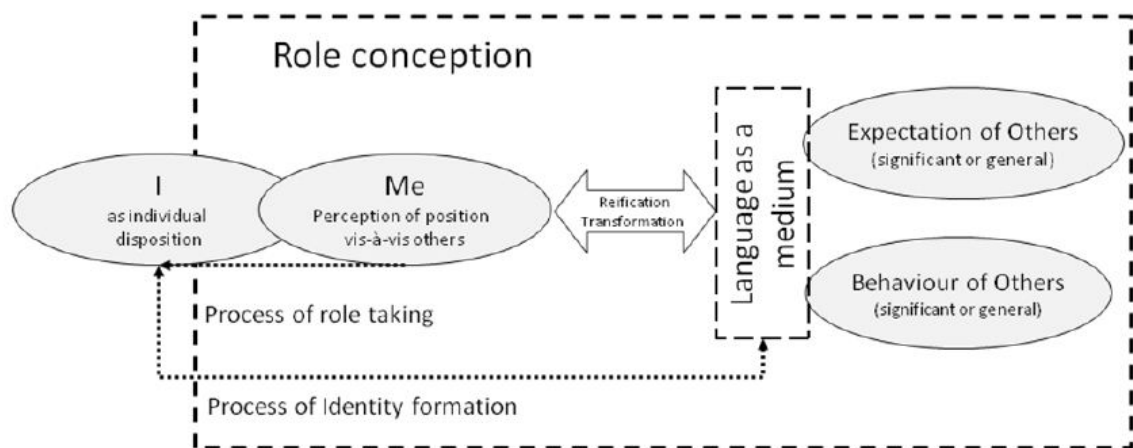 Role conception
I
as individual
disposition
Me
Perception of position
vis-à-vis others
Reification
Transformation
Language as a
medium
Expectation of Others
(significant or general)
Behaviour of Others
(significant or general)
Process of role taking
Process of Identity formation